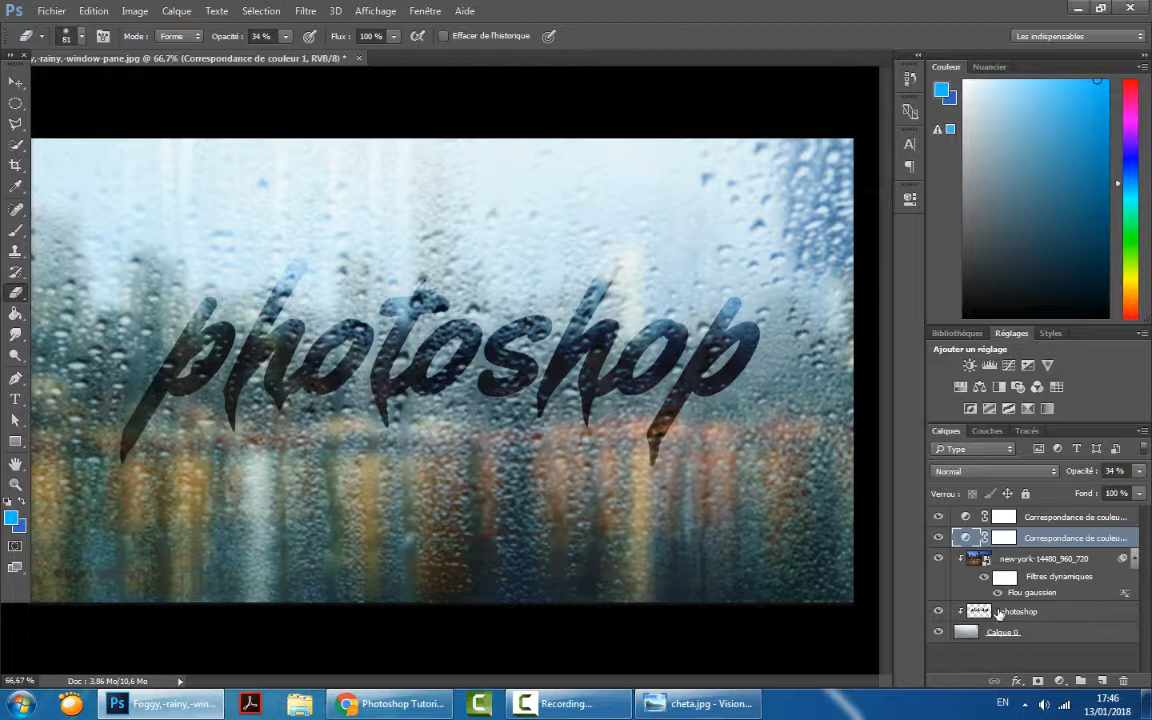 Ps Fichier Edition Image Calque Texte Sélection Filtre 3D Affichage Fenêtre Aide
81 Mode : Forme Opacité : 34 % Flux : 100 % Effacer de l'historique Les indispensables
y,-rainy,-window-pane.jpg @ 66,7% (Correspondance de couleur 1, RVB/8) * ×
Couleur Nuancier
photoshop
Bibliothèques Réglages Styles
Ajouter un réglage
Calques Couches Tracés
Type
Normal Opacité : 34 %
Verrou : Fond : 100 %
Correspondance de couleu...
Correspondance de couleu...
new-york-14480_960_720
Filtres dynamiques
Flou gaussien
photoshop
Calque 0
66,67 % Doc : 3,86 Mo/10,6 Mo
Ps Foggy,-rainy,-win... Photoshop Tutori... Recording... cheta.jpg - Vision... EN 17:46
13/01/2018